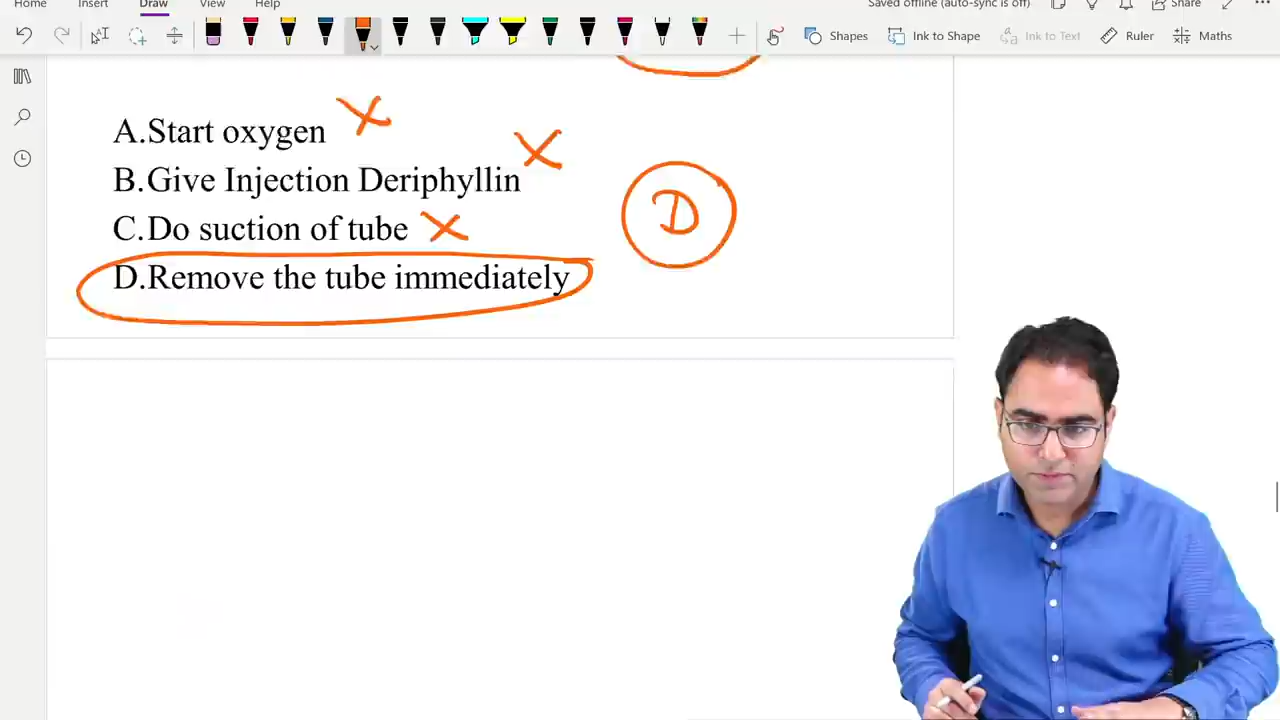 Home Insert Draw View Help Saved offline (auto-sync is off) Share
Shapes Ink to Shape Ink to Text Ruler Maths
A.Start oxygen
B.Give Injection Deriphyllin
C.Do suction of tube
D.Remove the tube immediately
D